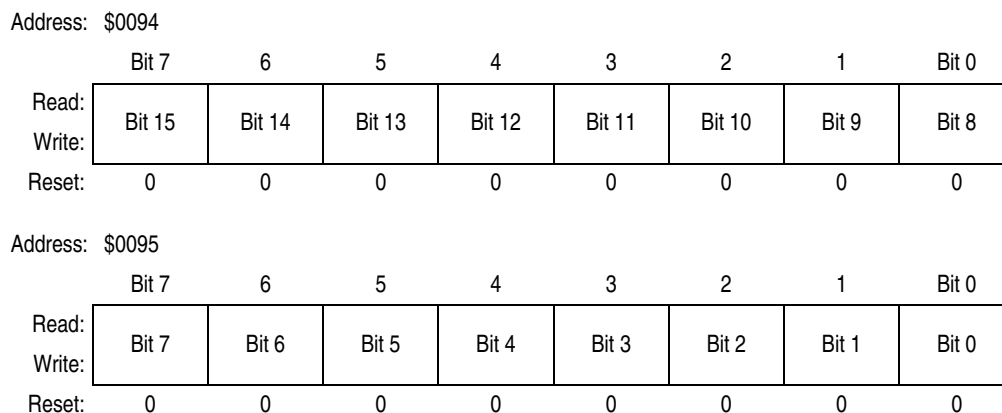 Address: $0094
Bit 7 6 5 4 3 2 1 Bit 0
Read:
Bit 15 Bit 14 Bit 13 Bit 12 Bit 11 Bit 10 Bit 9 Bit 8
Write:
Reset: 0 0 0 0 0 0 0 0
Address: $0095
Bit 7 6 5 4 3 2 1 Bit 0
Read:
Bit 7 Bit 6 Bit 5 Bit 4 Bit 3 Bit 2 Bit 1 Bit 0
Write:
Reset: 0 0 0 0 0 0 0 0